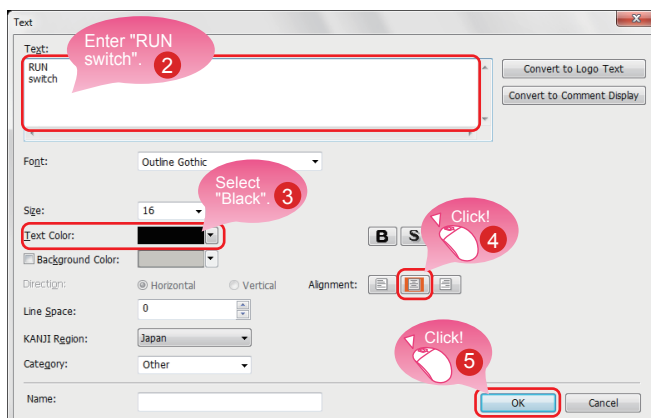 Text
Text:
Enter "RUN
switch". 2
RUN
switch
Convert to Logo Text
Convert to Comment Display
Font:
Outline Gothic
Select
"Black". 3
Size:
16
Click!
4
Text Color:
B S
Background Color:
Direction:
Horizontal
Vertical
Alignment:
Line Space:
0
Click!
5
KANJI Region:
Japan
Category:
Other
Name:
OK
Cancel